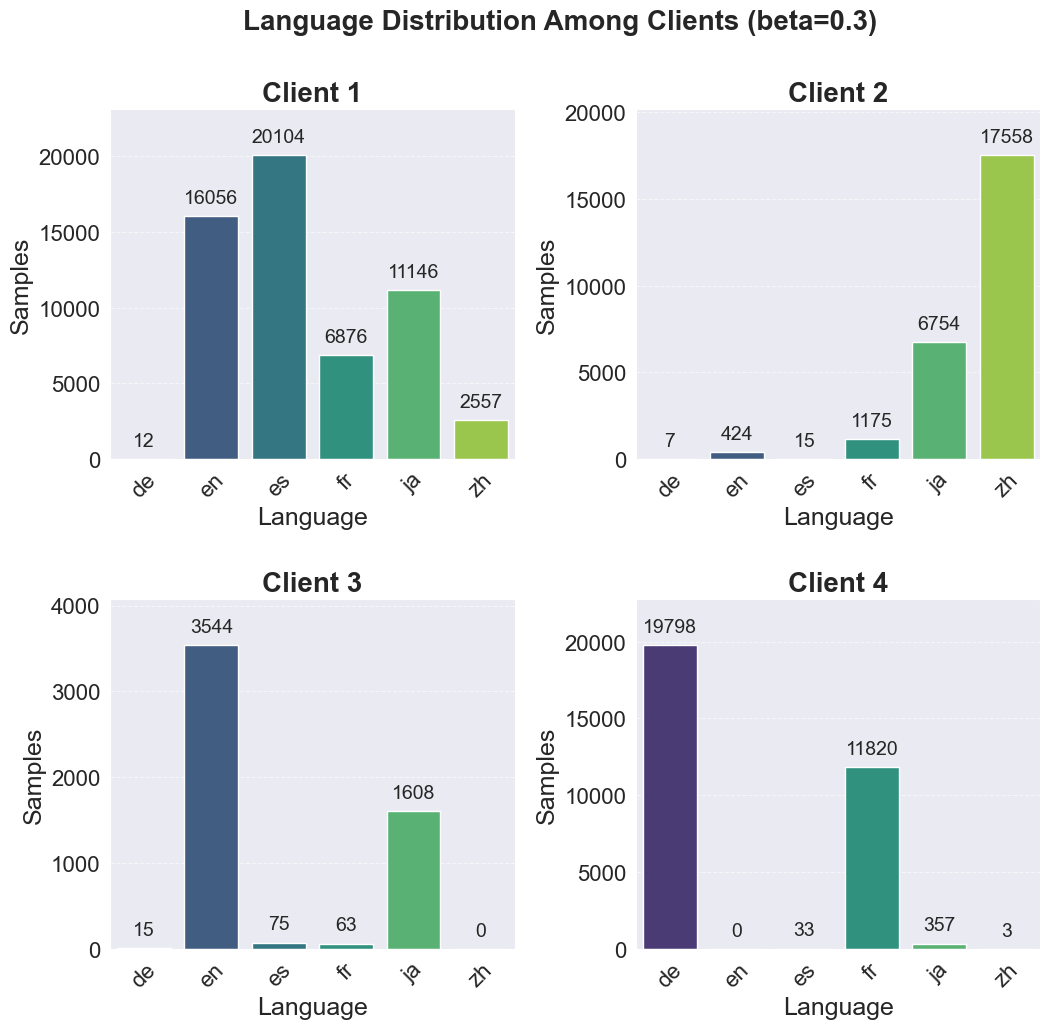 Language Distribution Among Clients (beta=0.3)
Client 1
20000
15000
10000
5000
0
Samples
12
16056
20104
6876
11146
2557
de
en
es
fr
ja
zh
Language
Client 2
20000
15000
10000
5000
0
Samples
7
424
15
1175
6754
17558
de
en
es
fr
ja
zh
Language
Client 3
4000
3000
2000
1000
0
Samples
15
3544
75
63
1608
0
de
en
es
fr
ja
zh
Language
Client 4
20000
15000
10000
5000
0
Samples
19798
0
33
11820
357
3
de
en
es
fr
ja
zh
Language